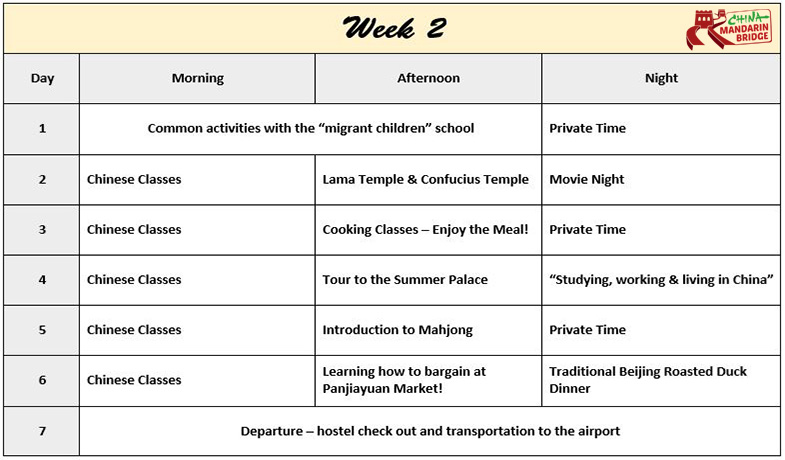 Week 2
CHINA
MANDARIN
BRIDGE
Day Morning Afternoon Night
1 Common activities with the “migrant children” school Private Time
2 Chinese Classes Lama Temple & Confucius Temple Movie Night
3 Chinese Classes Cooking Classes – Enjoy the Meal! Private Time
4 Chinese Classes Tour to the Summer Palace “Studying, working & living in China”
5 Chinese Classes Introduction to Mahjong Private Time
6 Chinese Classes Learning how to bargain at
Panjiayuan Market!
Traditional Beijing Roasted Duck
Dinner
7 Departure – hostel check out and transportation to the airport